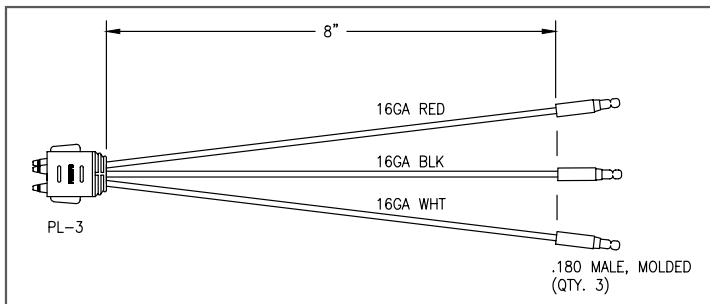 8”
16GA RED
16GA BLK
16GA WHT
PL-3
.180 MALE, MOLDED
(QTY. 3)